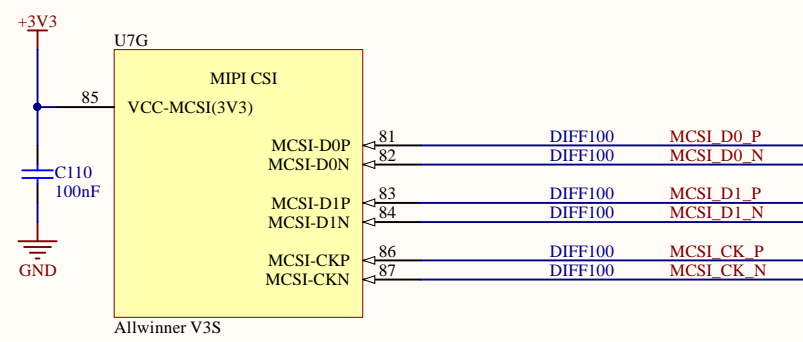 +3V3
U7G
MIPI CSI
85
VCC-MCSI(3V3)
MCSI-D0P 81 DIFF100 MCSI_D0_P
MCSI-D0N 82 DIFF100 MCSI_D0_N
C110
100nF
MCSI-D1P 83 DIFF100 MCSI_D1_P
MCSI-D1N 84 DIFF100 MCSI_D1_N
MCSI-CKP 86 DIFF100 MCSI_CK_P
MCSI-CKN 87 DIFF100 MCSI_CK_N
GND
Allwinner V3S